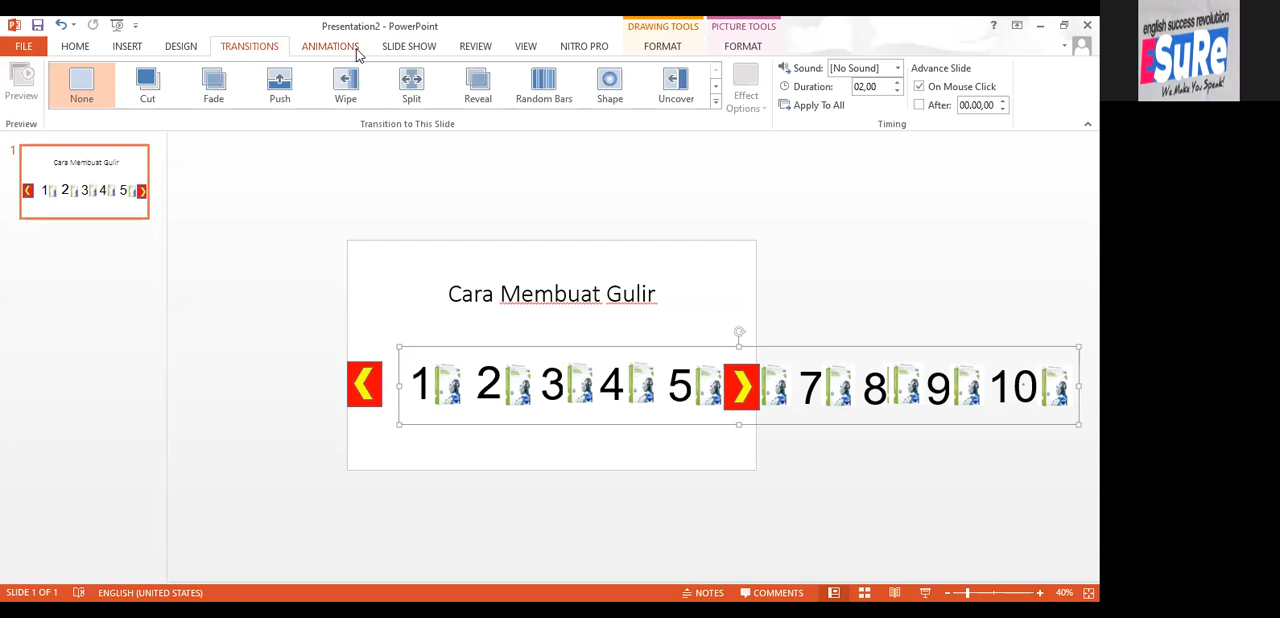 Presentation2 - PowerPoint
DRAWING TOOLS
PICTURE TOOLS
?
FILE
HOME
INSERT
DESIGN
TRANSITIONS
ANIMATIONS
SLIDE SHOW
REVIEW
VIEW
NITRO PRO
FORMAT
FORMAT
Preview
None
Cut
Fade
Push
Wipe
Split
Reveal
Random Bars
Shape
Uncover
Effect
Options
Sound: [No Sound]
Duration: 02,00
Apply To All
Advance Slide
On Mouse Click
After: 00.00,00
Preview
Transition to This Slide
Timing
1
Cara Membuat Gulir
1 2 3 4 5
Cara Membuat Gulir
1 2 3 4 5 7 8 9 10
SLIDE 1 OF 1
ENGLISH (UNITED STATES)
NOTES
COMMENTS
40%
english success revolution
ESuRe
We Make You Speak!